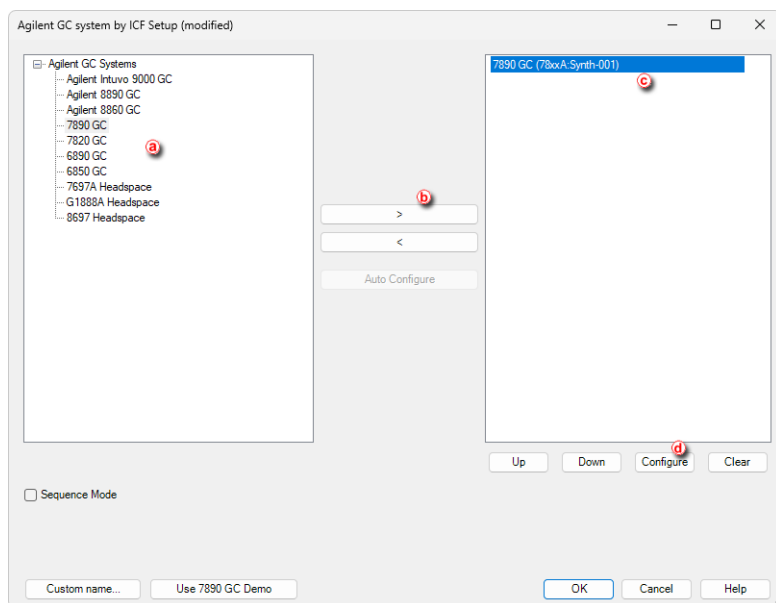 Agilent GC system by ICF Setup (modified)
Agilent GC Systems
Agilent Intuvo 9000 GC
Agilent 8890 GC
Agilent 8860 GC
7890 GC
7820 GC
6890 GC
6850 GC
7697A Headspace
G1888A Headspace
8697 Headspace
a
b
>
<
Auto Configure
7890 GC (78xxA:Synth-001)
c
d
Up Down Configure Clear
Sequence Mode
Custom name... Use 7890 GC Demo OK Cancel Help